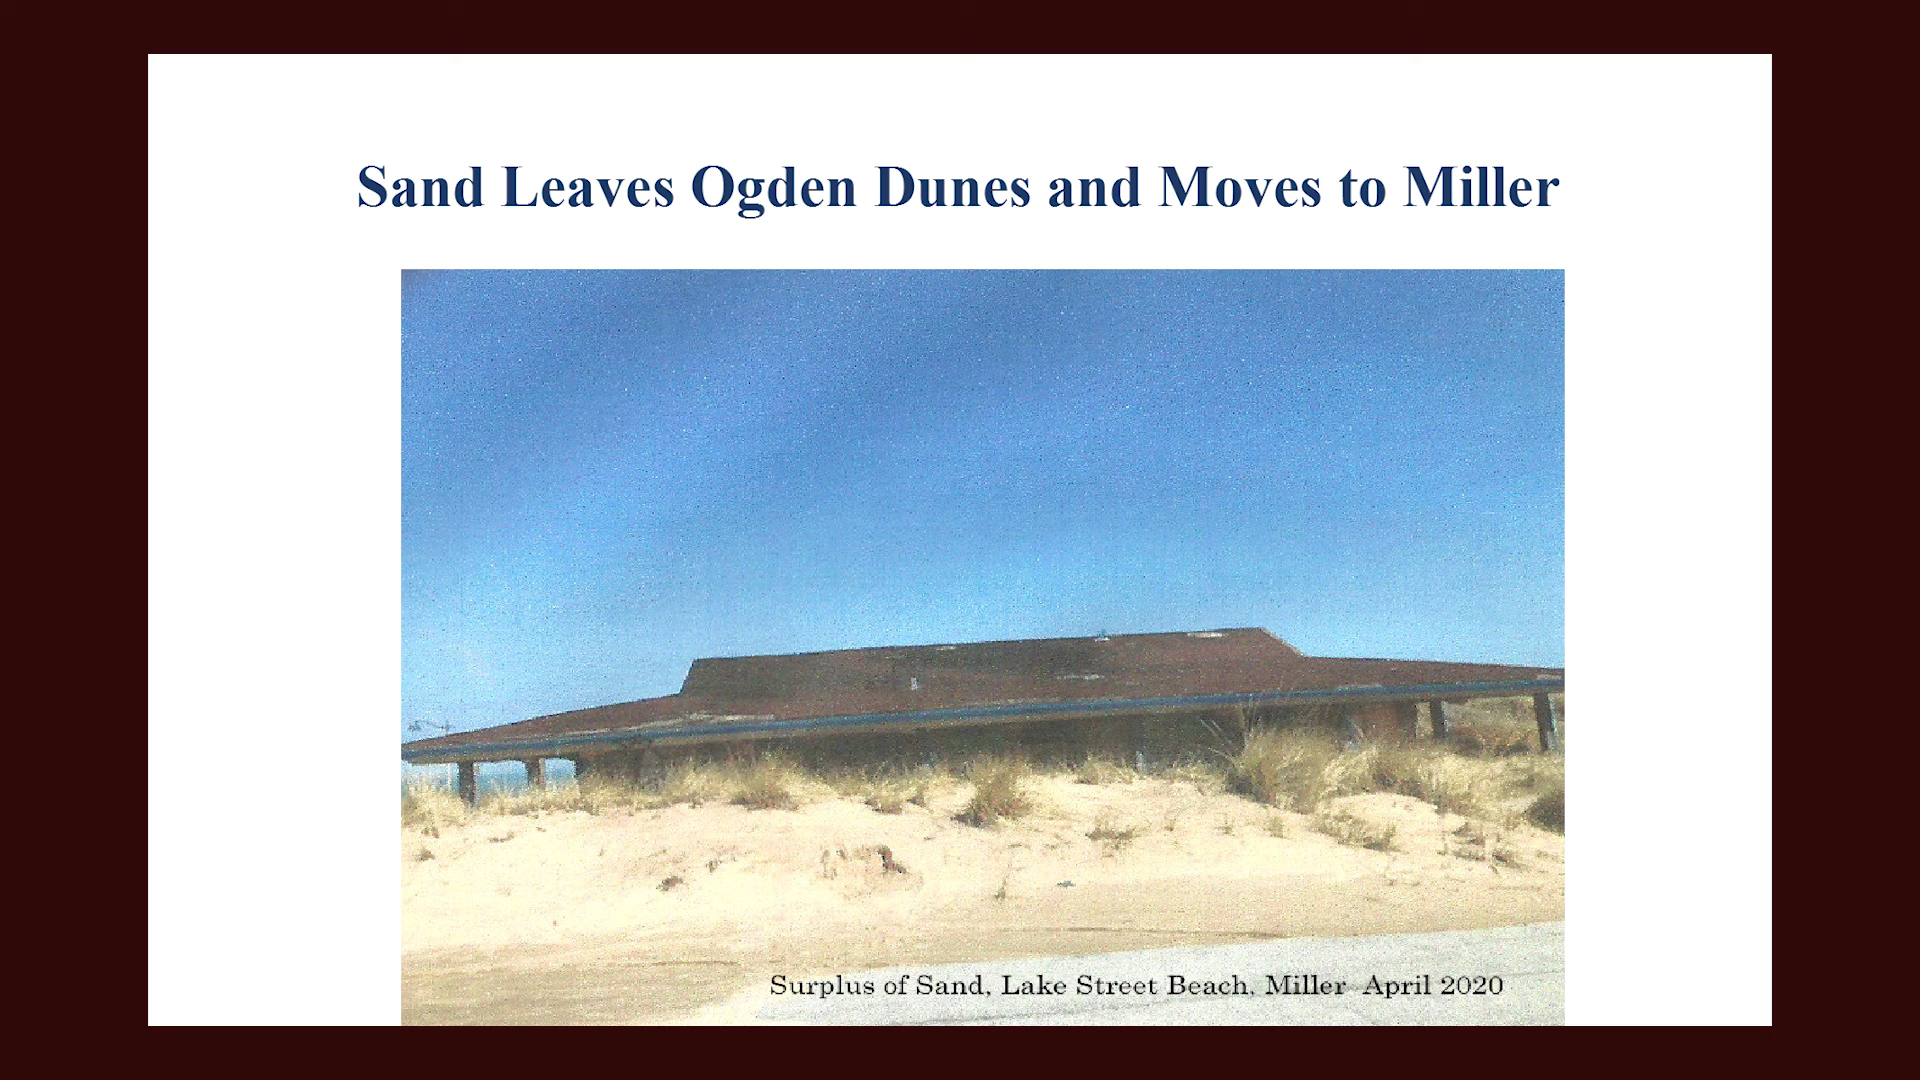 Sand Leaves Ogden Dunes and Moves to Miller
Surplus of Sand, Lake Street Beach, Miller April 2020